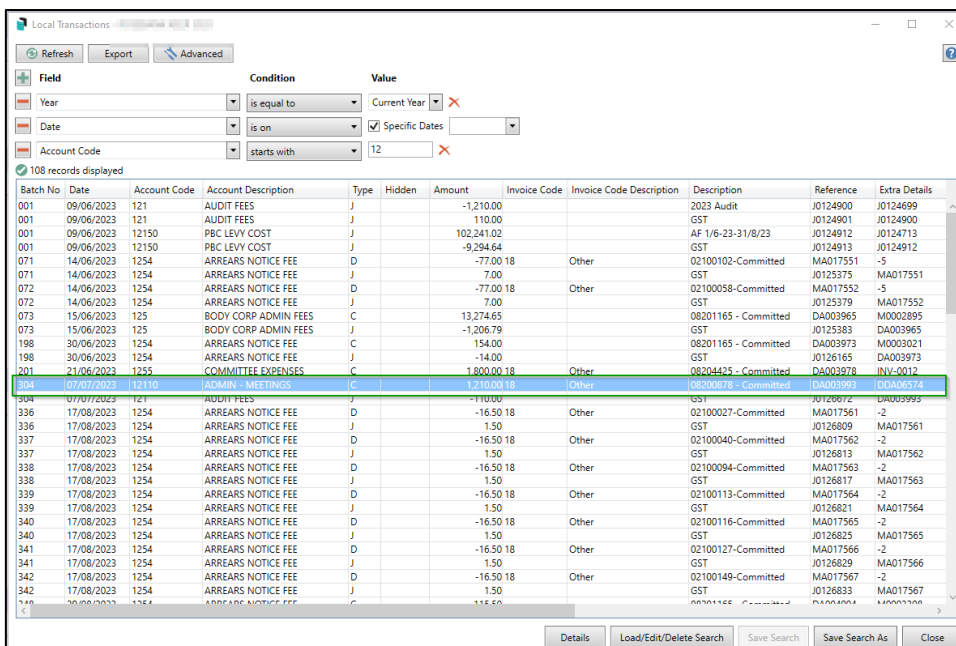 Local Transactions -
Refresh Export Advanced
Field Condition Value
Year is equal to Current Year
Date is on Specific Dates
Account Code starts with 12
108 records displayed
Batch No Date Account Code Account Description Type Hidden Amount Invoice Code Invoice Code Description Description Reference Extra Details
001 09/06/2023 121 AUDIT FEES J -1,210.00 2023 Audit J0124900 J0124699
001 09/06/2023 121 AUDIT FEES J 110.00 GST J0124901 J0124900
001 09/06/2023 12150 PBC LEVY COST J 102,241.02 AF 1/6-23-31/8/23 J0124912 J0124713
001 09/06/2023 12150 PBC LEVY COST J -9,294.64 GST J0124913 J0124912
071 14/06/2023 1254 ARREARS NOTICE FEE D -77.00 18 Other 02100102-Committed MA017551 -5
071 14/06/2023 1254 ARREARS NOTICE FEE J 7.00 GST J0125375 MA017551
072 14/06/2023 1254 ARREARS NOTICE FEE D -77.00 18 Other 02100058-Committed MA017552 -5
072 14/06/2023 1254 ARREARS NOTICE FEE J 7.00 GST J0125379 MA017552
073 15/06/2023 125 BODY CORP ADMIN FEES C 13,274.65 08201165 - Committed DA003965 M0002895
073 15/06/2023 125 BODY CORP ADMIN FEES J -1,206.79 GST J0125383 DA003965
198 30/06/2023 1254 ARREARS NOTICE FEE C 154.00 08201165 - Committed DA003973 M0003021
198 30/06/2023 1254 ARREARS NOTICE FEE J -14.00 GST J0126165 DA003973
201 21/06/2023 1255 COMMITTEE EXPENSES C 1,800.00 18 Other 08204425 - Committed DA003978 INV-0012
304 07/07/2023 12110 ADMIN - MEETINGS C 1,210.00 18 Other 08200878 - Committed DA003993 DDA06574
304 07/07/2023 121 AUDIT FEES J -110.00 GST J0126672 DA003993
336 17/08/2023 1254 ARREARS NOTICE FEE D -16.50 18 Other 02100027-Committed MA017561 -2
336 17/08/2023 1254 ARREARS NOTICE FEE J 1.50 GST J0126809 MA017561
337 17/08/2023 1254 ARREARS NOTICE FEE D -16.50 18 Other 02100040-Committed MA017562 -2
337 17/08/2023 1254 ARREARS NOTICE FEE J 1.50 GST J0126813 MA017562
338 17/08/2023 1254 ARREARS NOTICE FEE D -16.50 18 Other 02100094-Committed MA017563 -2
338 17/08/2023 1254 ARREARS NOTICE FEE J 1.50 GST J0126817 MA017563
339 17/08/2023 1254 ARREARS NOTICE FEE D -16.50 18 Other 02100113-Committed MA017564 -2
339 17/08/2023 1254 ARREARS NOTICE FEE J 1.50 GST J0126821 MA017564
340 17/08/2023 1254 ARREARS NOTICE FEE D -16.50 18 Other 02100116-Committed MA017565 -2
340 17/08/2023 1254 ARREARS NOTICE FEE J 1.50 GST J0126825 MA017565
341 17/08/2023 1254 ARREARS NOTICE FEE D -16.50 18 Other 02100127-Committed MA017566 -2
341 17/08/2023 1254 ARREARS NOTICE FEE J 1.50 GST J0126829 MA017566
342 17/08/2023 1254 ARREARS NOTICE FEE D -16.50 18 Other 02100149-Committed MA017567 -2
342 17/08/2023 1254 ARREARS NOTICE FEE J 1.50 GST J0126833 MA017567
Details Load/Edit/Delete Search Save Search Save Search As Close